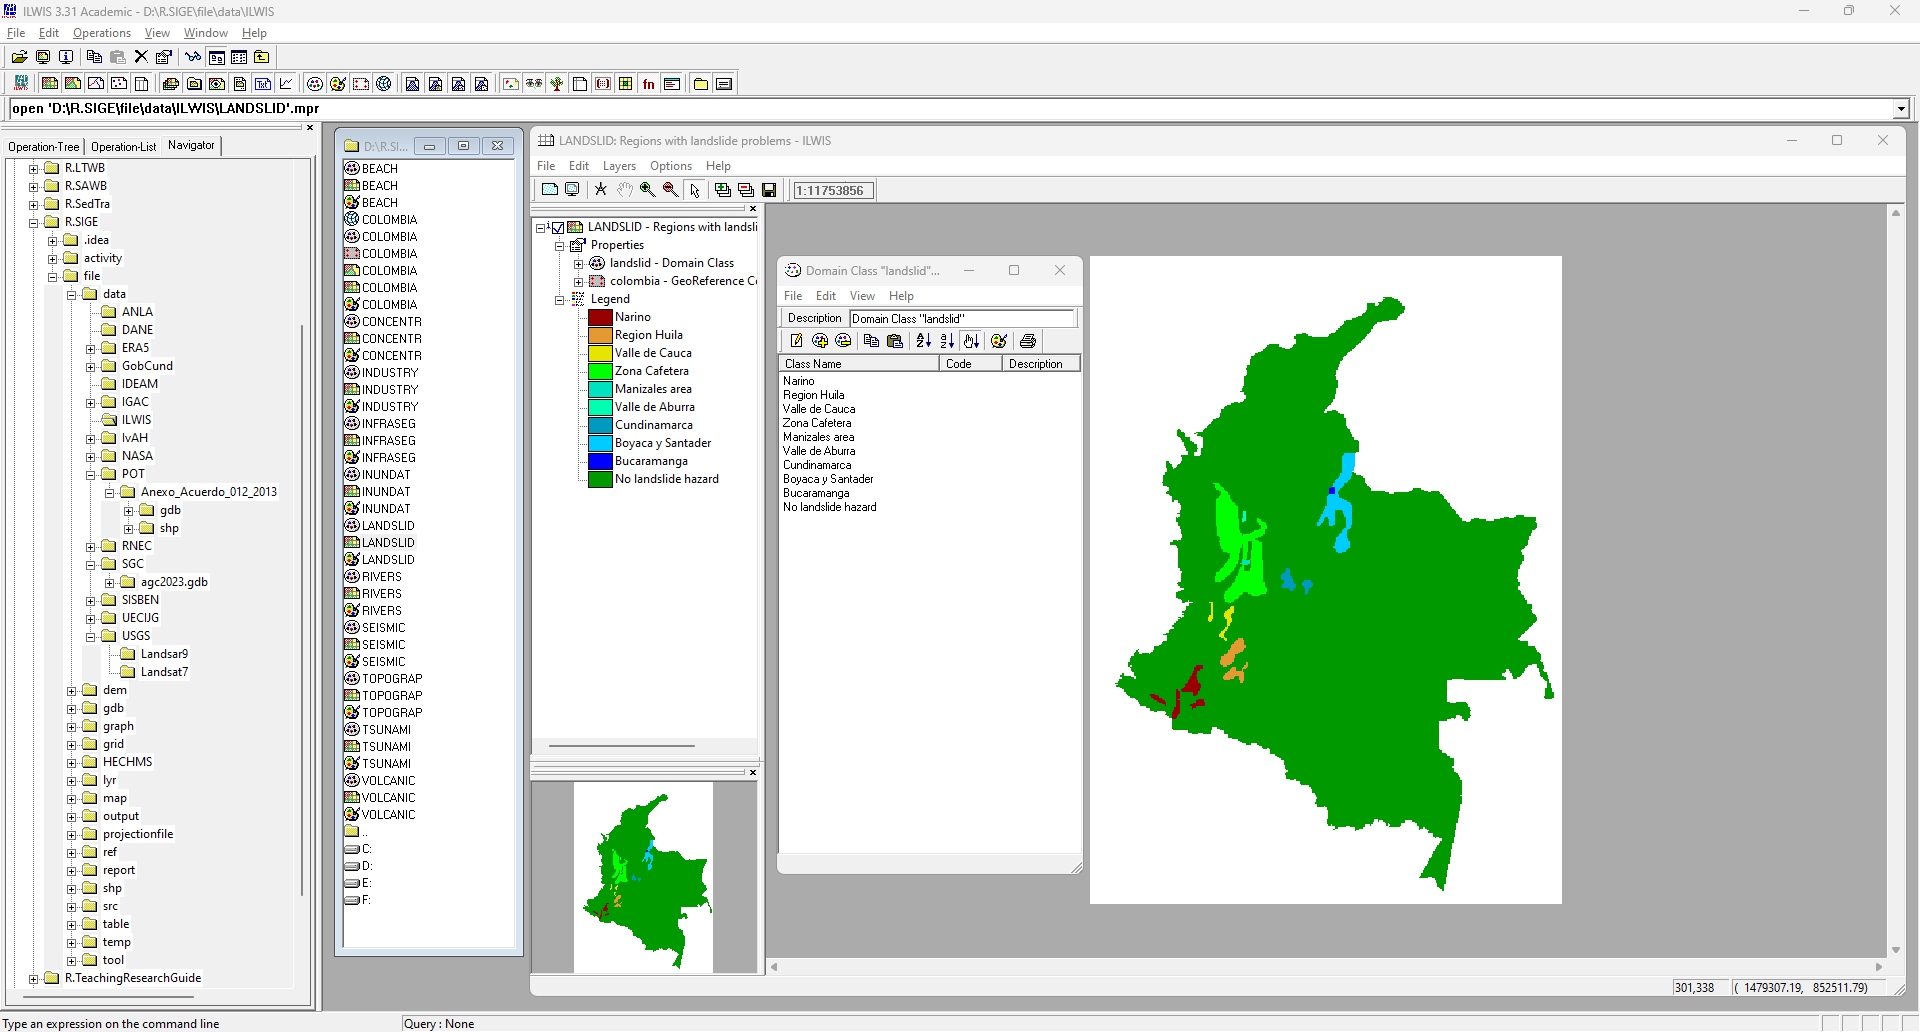 ILWIS 3.31 Academic - D:\R.SIGE\file\data\ILWIS
File Edit Operations View Window Help
open 'D:\R.SIGE\file\data\ILWIS\LANDSLID'.mpr
Operation-Tree Operation-List Navigator
R.LTWB
R.SAWB
R.SedTra
R.SIGE
.idea
activity
file
data
ANLA
DANE
ERA5
GobCund
IDEAM
IGAC
ILWIS
IvAH
NASA
POT
Anexo_Acuerdo_012_2013
gdb
shp
RNEC
SGC
agc2023.gdb
SISBEN
UECIJG
USGS
Landsar9
Landsat7
dem
gdb
graph
grid
HECHMS
lyr
map
output
projectionfile
ref
report
shp
src
table
temp
tool
R.TeachingResearchGuide
D:\R.SI...
BEACH
BEACH
BEACH
COLOMBIA
COLOMBIA
COLOMBIA
COLOMBIA
COLOMBIA
COLOMBIA
CONCENTR
CONCENTR
CONCENTR
INDUSTRY
INDUSTRY
INDUSTRY
INFRASEG
INFRASEG
INFRASEG
INUNDAT
INUNDAT
INUNDAT
LANDSLID
LANDSLID
LANDSLID
RIVERS
RIVERS
RIVERS
SEISMIC
SEISMIC
SEISMIC
TOPOGRAP
TOPOGRAP
TOPOGRAP
TSUNAMI
TSUNAMI
TSUNAMI
VOLCANIC
VOLCANIC
VOLCANIC
..
C:
D:
E:
F:
LANDSLID: Regions with landslide problems - ILWIS
File Edit Layers Options Help
1:11753856
LANDSLID - Regions with landsli
Properties
landslid - Domain Class
colombia - GeoReference C
Legend
Narino
Region Huila
Valle de Cauca
Zona Cafetera
Manizales area
Valle de Aburra
Cundinamarca
Boyaca y Santader
Bucaramanga
No landslide hazard
Domain Class "landslid"...
File Edit View Help
Description Domain Class "landslid"
Class Name Code Description
Narino
Region Huila
Valle de Cauca
Zona Cafetera
Manizales area
Valle de Aburra
Cundinamarca
Boyaca y Santader
Bucaramanga
No landslide hazard
301,338 ( 1479307.19, 852511.79)
Type an expression on the command line Query : None